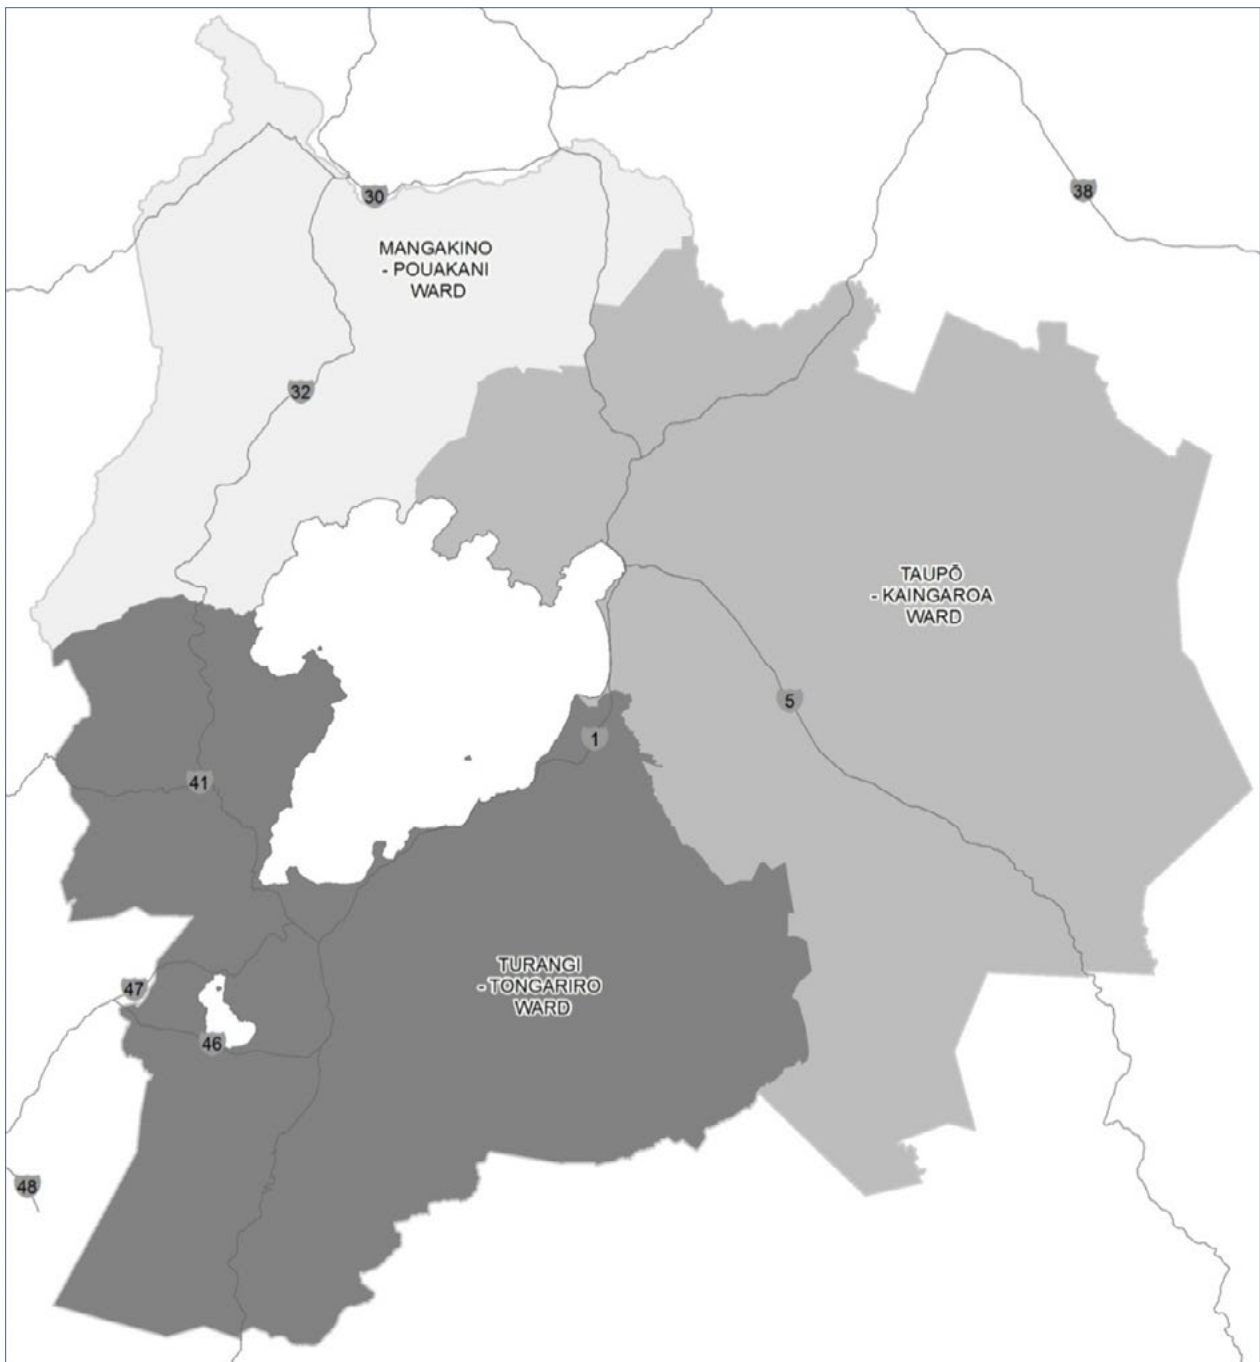 30
38
MANGAKINO
- POUAKANI
WARD
32
TAUPŌ
- KAINGAROA
WARD
5
1
41
TURANGI
- TONGARIRO
WARD
47
46
48